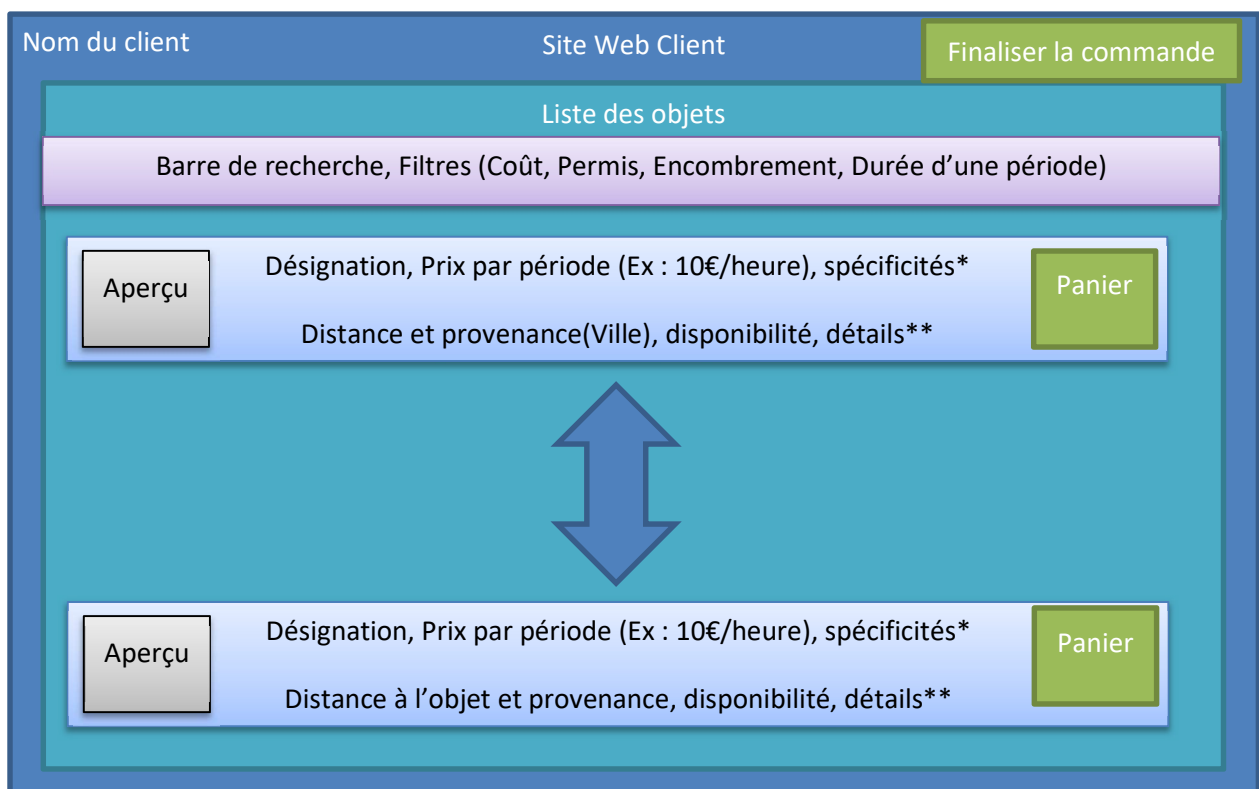 Nom du client
Site Web Client
Finaliser la commande
Liste des objets
Barre de recherche, Filtres (Coût, Permis, Encombrement, Durée d’une période)
Aperçu
Désignation, Prix par période (Ex : 10€/heure), spécificités*
Distance et provenance(Ville), disponibilité, détails**
Panier
Aperçu
Désignation, Prix par période (Ex : 10€/heure), spécificités*
Distance à l’objet et provenance, disponibilité, détails**
Panier